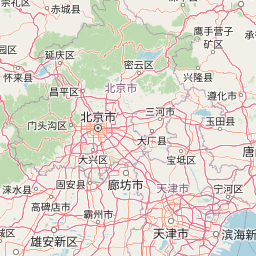 崇礼区
赤城县
鹰手营子
矿区
延庆区
密云区
兴隆县
怀来县
昌平区
北京市
遵化市
北京市
三河市
玉田县
门头沟区
大厂县
大兴区
宝坻区
唐
涞水县
固安县
廊坊市
天津市
宁河区
高碑店市
霸州市
雄安新区
天津市
滨海新